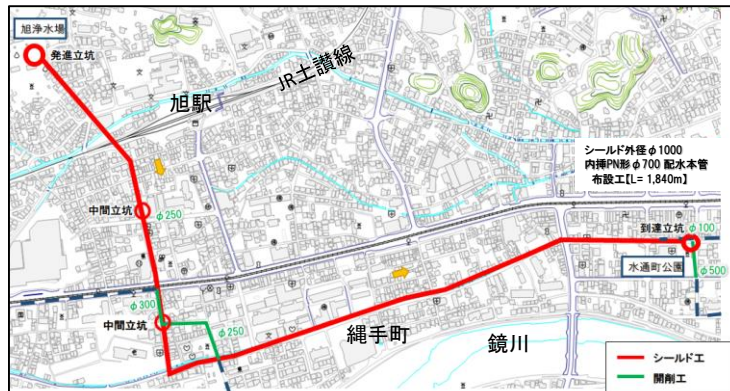 旭浄水場
発進立坑
旭駅
JR土讃線
シールド外径φ1000
内挿PN形φ700 配水本管
布設工【L= 1,840m】
中間立坑
φ250
到達立坑
φ100
水通町公園
φ500
φ300
中間立坑
φ250
縄手町
鏡川
シールド工
開削工